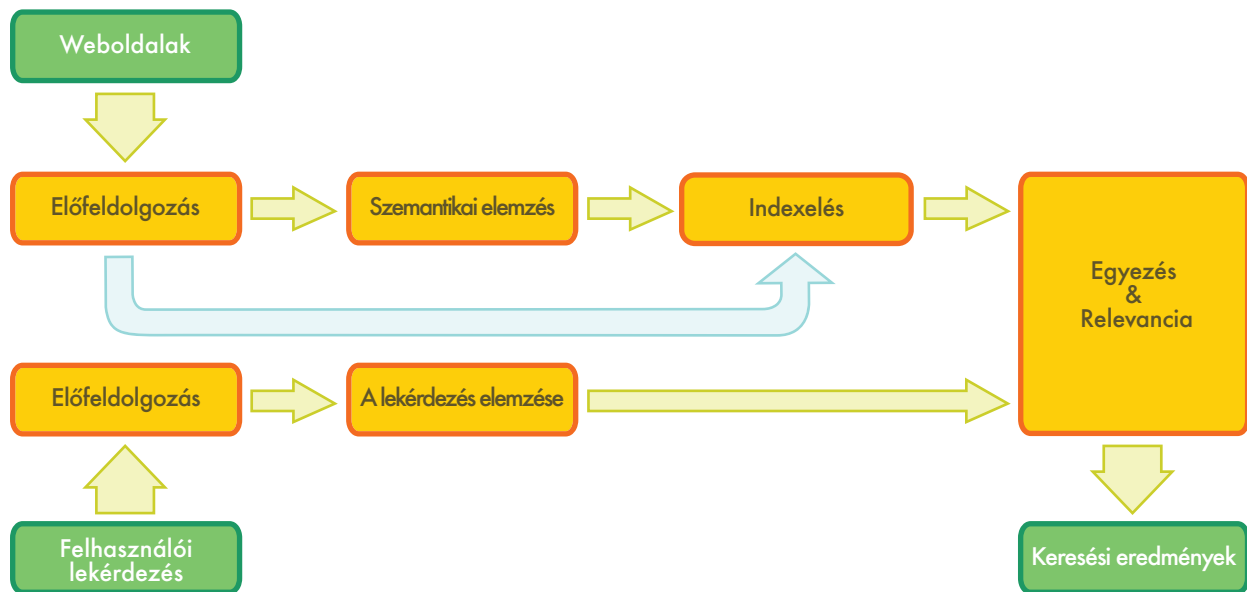 Weboldalak
Előfeldolgozás
Szemantikai elemzés
Indexelés
Egyezés
&
Relevancia
Előfeldolgozás
A lekérdezés elemzése
Felhasználói
lekérdezés
Keresési eredmények